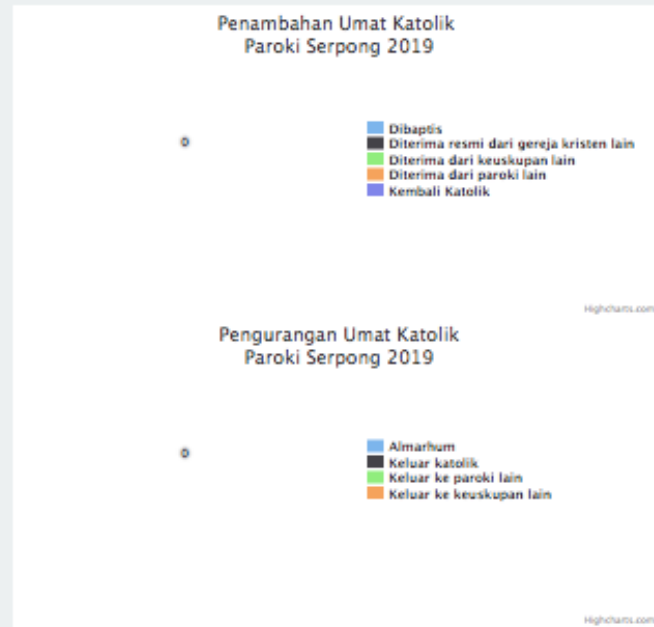 Penambahan Umat Katolik
Paroki Serpong 2019
0
Dibaptis
Diterima resmi dari gereja kristen lain
Diterima dari keuskupan lain
Diterima dari paroki lain
Kembali Katolik
Highcharts.com
Pengurangan Umat Katolik
Paroki Serpong 2019
0
Almarhum
Keluar katolik
Keluar ke paroki lain
Keluar ke keuskupan lain
Highcharts.com